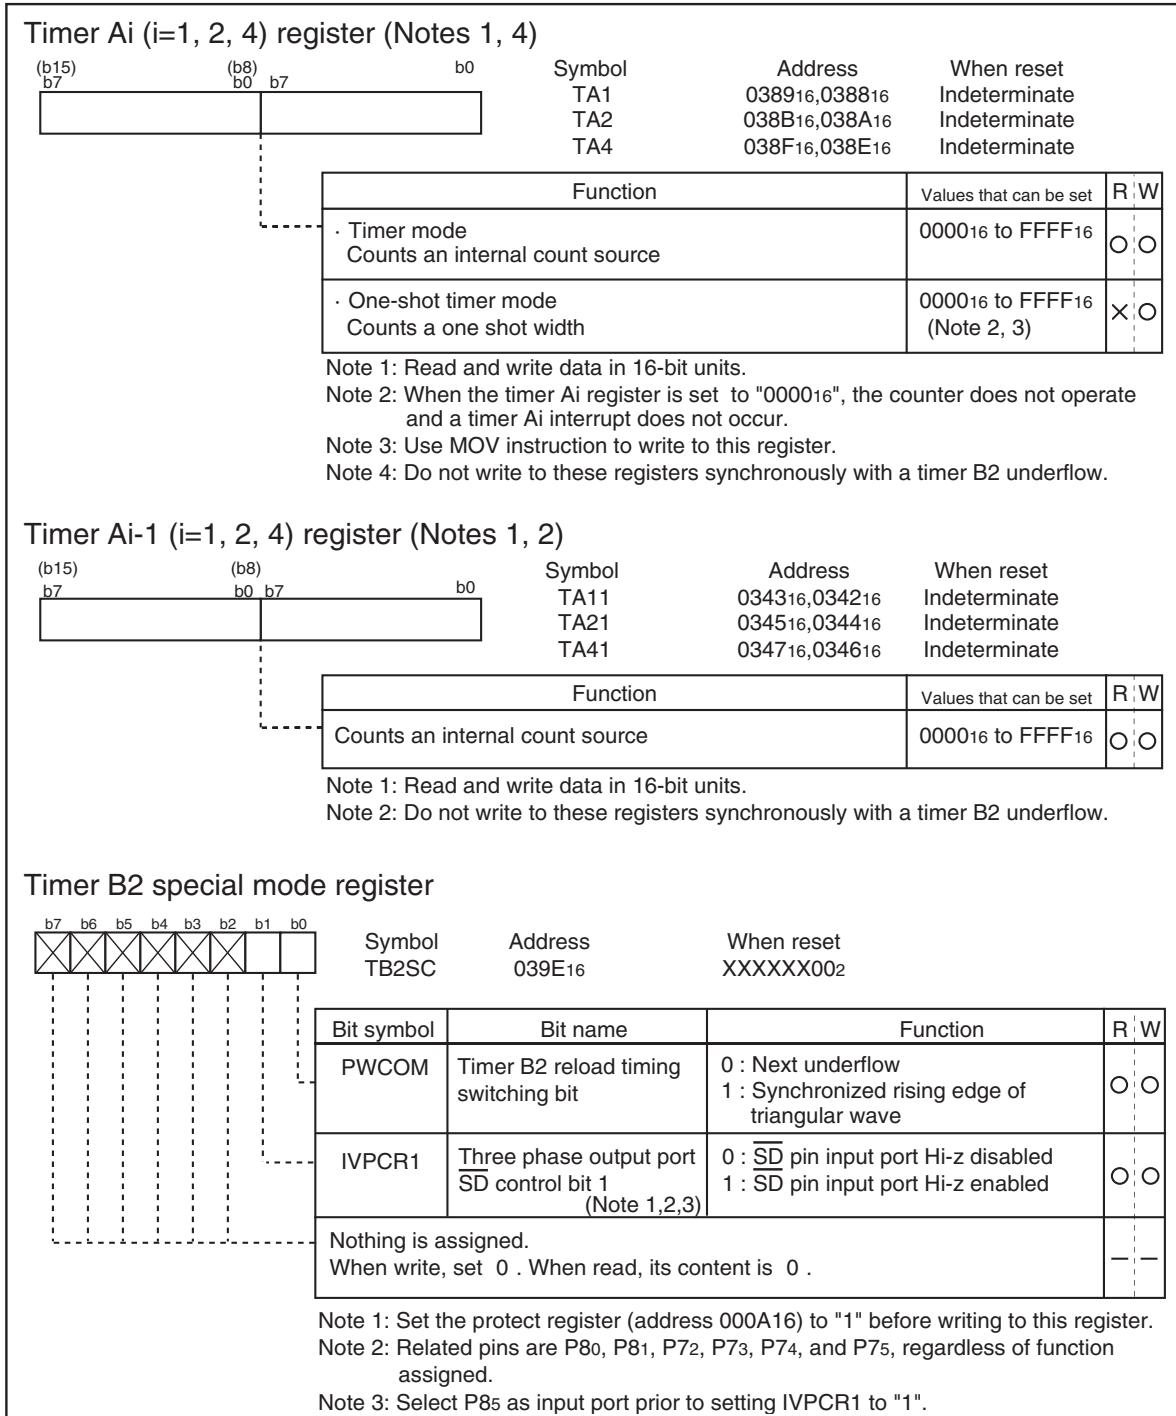 Timer Ai (i=1, 2, 4) register (Notes 1, 4)
(b15) (b8)
b7 b0 b7 b0
Symbol Address When reset
TA1 038916,038816 Indeterminate
TA2 038B16,038A16 Indeterminate
TA4 038F16,038E16 Indeterminate
Function Values that can be set R W
· Timer mode 000016 to FFFF16
Counts an internal count source
· One-shot timer mode 000016 to FFFF16
Counts a one shot width (Note 2, 3)
Note 1: Read and write data in 16-bit units.
Note 2: When the timer Ai register is set to "000016", the counter does not operate
and a timer Ai interrupt does not occur.
Note 3: Use MOV instruction to write to this register.
Note 4: Do not write to these registers synchronously with a timer B2 underflow.
Timer Ai-1 (i=1, 2, 4) register (Notes 1, 2)
(b15) (b8)
b7 b0 b7 b0
Symbol Address When reset
TA11 034316,034216 Indeterminate
TA21 034516,034416 Indeterminate
TA41 034716,034616 Indeterminate
Function Values that can be set R W
Counts an internal count source 000016 to FFFF16
Note 1: Read and write data in 16-bit units.
Note 2: Do not write to these registers synchronously with a timer B2 underflow.
Timer B2 special mode register
b7 b6 b5 b4 b3 b2 b1 b0
Symbol Address When reset
TB2SC 039E16 XXXXXX002
Bit symbol Bit name Function R W
PWCOM Timer B2 reload timing 0 : Next underflow
switching bit 1 : Synchronized rising edge of
triangular wave
IVPCR1 Three phase output port 0 : SD pin input port Hi-z disabled
SD control bit 1 1 : SD pin input port Hi-z enabled
(Note 1,2,3)
Nothing is assigned.
When write, set 0 . When read, its content is 0 .
Note 1: Set the protect register (address 000A16) to "1" before writing to this register.
Note 2: Related pins are P80, P81, P72, P73, P74, and P75, regardless of function
assigned.
Note 3: Select P85 as input port prior to setting IVPCR1 to "1".